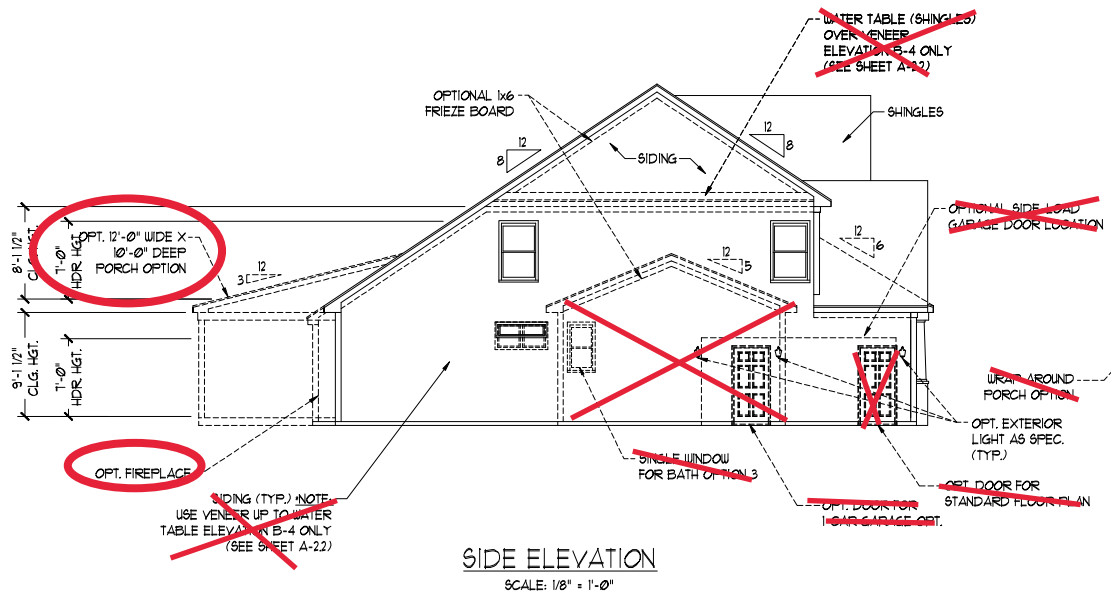 WATER TABLE (SHINGLES)
OVER VENEER
ELEVATION B-4 ONLY
(SEE SHEET A-2.2)
OPTIONAL 1x6
FRIEZE BOARD
SHINGLES
12
8
12
8
SIDING
OPT. 12'-0" WIDE X
10'-0" DEEP
PORCH OPTION
8'-1 1/2"
CLG. HGT.
7'-0"
HDR. HGT.
OPTIONAL SIDE LOAD
GARAGE DOOR LOCATION
12
6
12
3
12
5
9'-1 1/2"
CLG. HGT.
7'-0"
HDR. HGT.
WRAP AROUND
PORCH OPTION
OPT. EXTERIOR
LIGHT AS SPEC.
(TYP.)
OPT. FIREPLACE
SINGLE WINDOW
FOR BATH OPTION 3
OPT. DOOR FOR
STANDARD FLOOR PLAN
SIDING (TYP.) *NOTE:
USE VENEER UP TO WATER
TABLE ELEVATION B-4 ONLY
(SEE SHEET A-2.2)
OPT. DOOR FOR
1 CAR GARAGE OPT.
SIDE ELEVATION
SCALE: 1/8" = 1'-0"